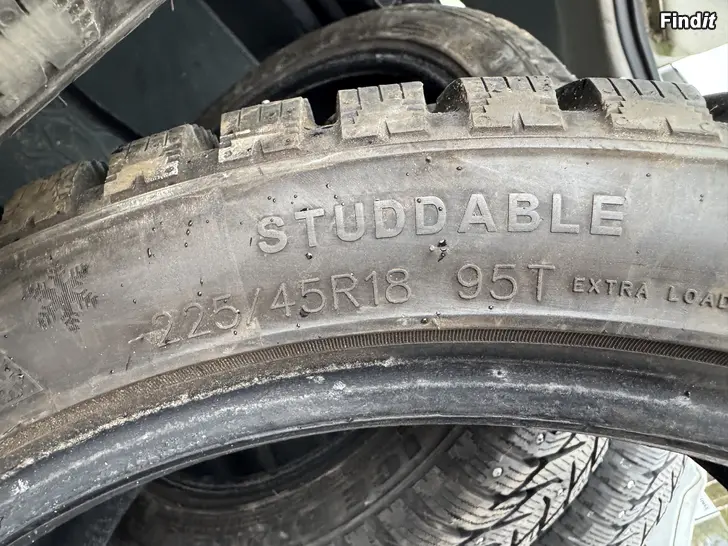 Findit
STUDDABLE
225/45R18 95T EXTRA LOAD